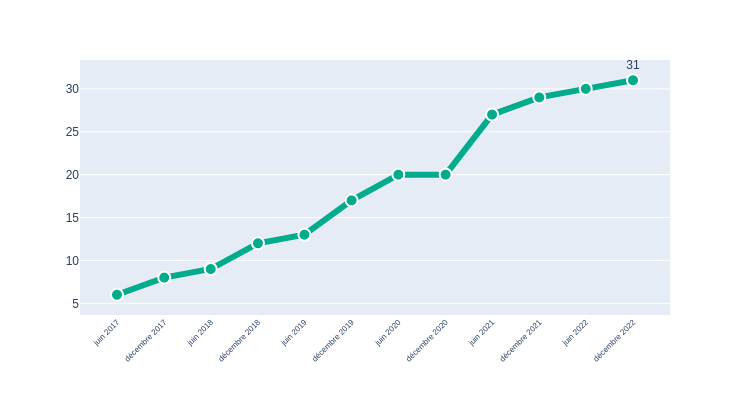 31
30
25
20
15
10
5
juin 2017
décembre 2017
juin 2018
décembre 2018
juin 2019
décembre 2019
juin 2020
décembre 2020
juin 2021
décembre 2021
juin 2022
décembre 2022